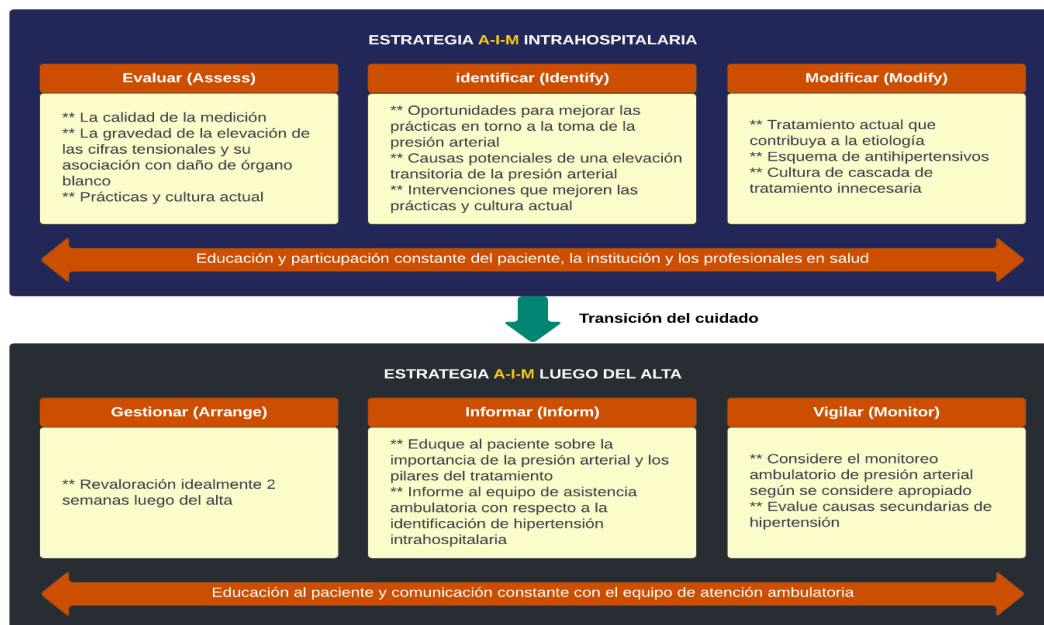 ESTRATEGIA A-I-M INTRAHOSPITALARIA
Evaluar (Assess)
** La calidad de la medición
** La gravedad de la elevación de
las cifras tensionales y su
asociación con daño de órgano
blanco
** Prácticas y cultura actual
identificar (Identify)
** Oportunidades para mejorar las
prácticas en torno a la toma de la
presión arterial
** Causas potenciales de una elevación
transitoria de la presión arterial
** Intervenciones que mejoren las
prácticas y cultura actual
Modificar (Modify)
** Tratamiento actual que
contribuya a la etiología
** Esquema de antihipertensivos
** Cultura de cascada de
tratamiento innecesaria
Educación y particupación constante del paciente, la institución y los profesionales en salud
Transición del cuidado
ESTRATEGIA A-I-M LUEGO DEL ALTA
Gestionar (Arrange)
** Revaloración idealmente 2
semanas luego del alta
Informar (Inform)
** Eduque al paciente sobre la
importancia de la presión arterial y los
pilares del tratamiento
** Informe al equipo de asistencia
ambulatoria con respecto a la
identificación de hipertensión
intrahospitalaria
Vigilar (Monitor)
** Considere el monitoreo
ambulatorio de presión arterial
según se considere apropiado
** Evalue causas secundarias de
hipertensión
Educación al paciente y comunicación constante con el equipo de atención ambulatoria